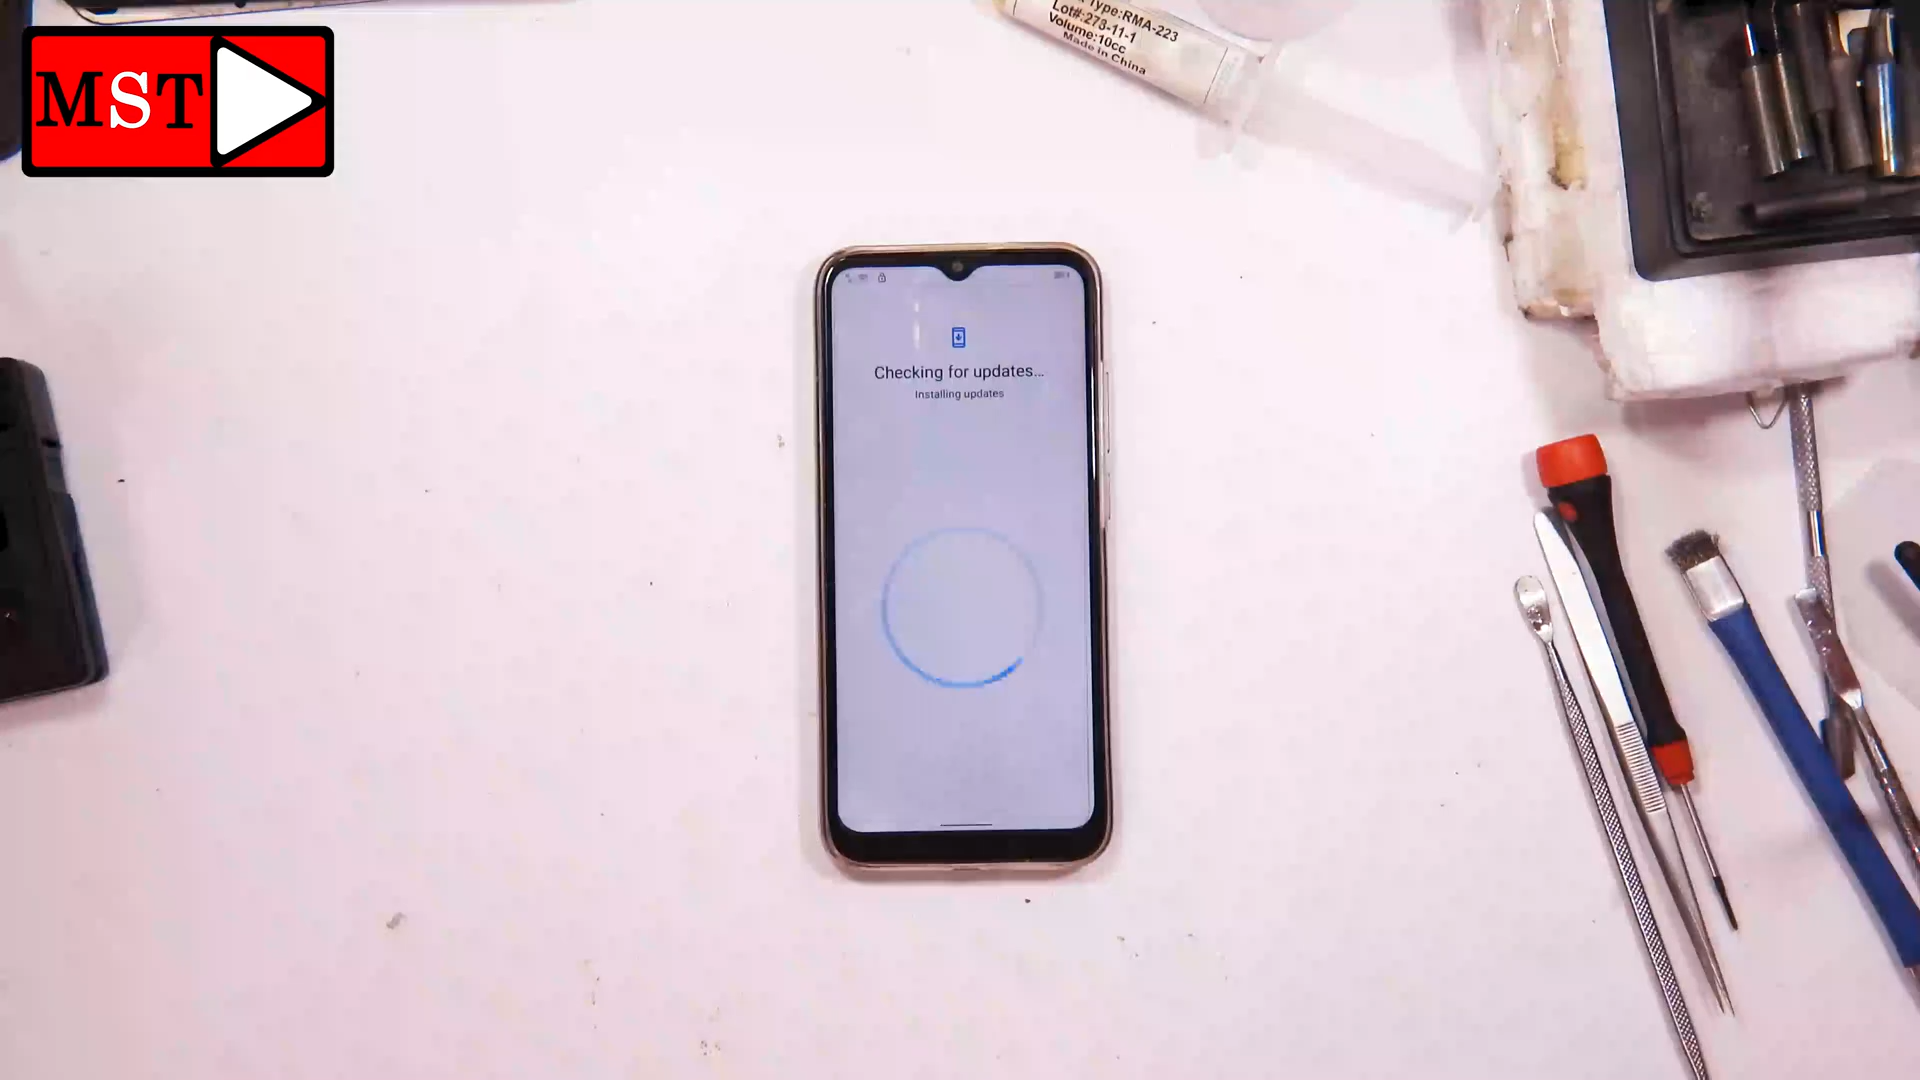 MST
Type:RMA-223
Lot#:273-11-1
Volume:10cc
Made in China
Checking for updates...
Installing updates